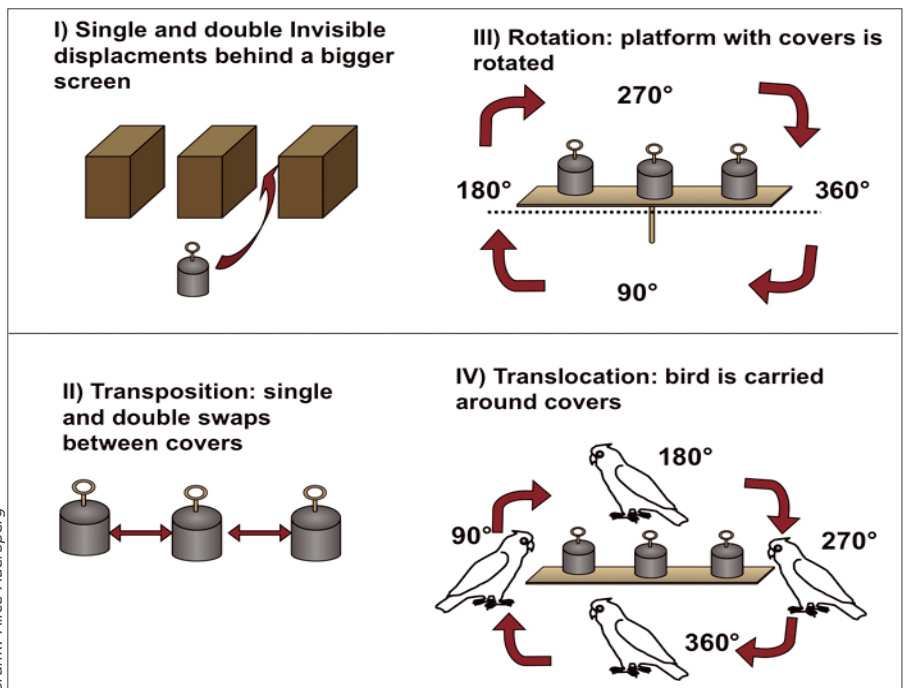 I) Single and double Invisible
displacments behind a bigger
screen
III) Rotation: platform with covers is
rotated
270°
180°
360°
90°
II) Transposition: single
and double swaps
between covers
IV) Translocation: bird is carried
around covers
180°
90°
270°
360°
Alice Auersperg